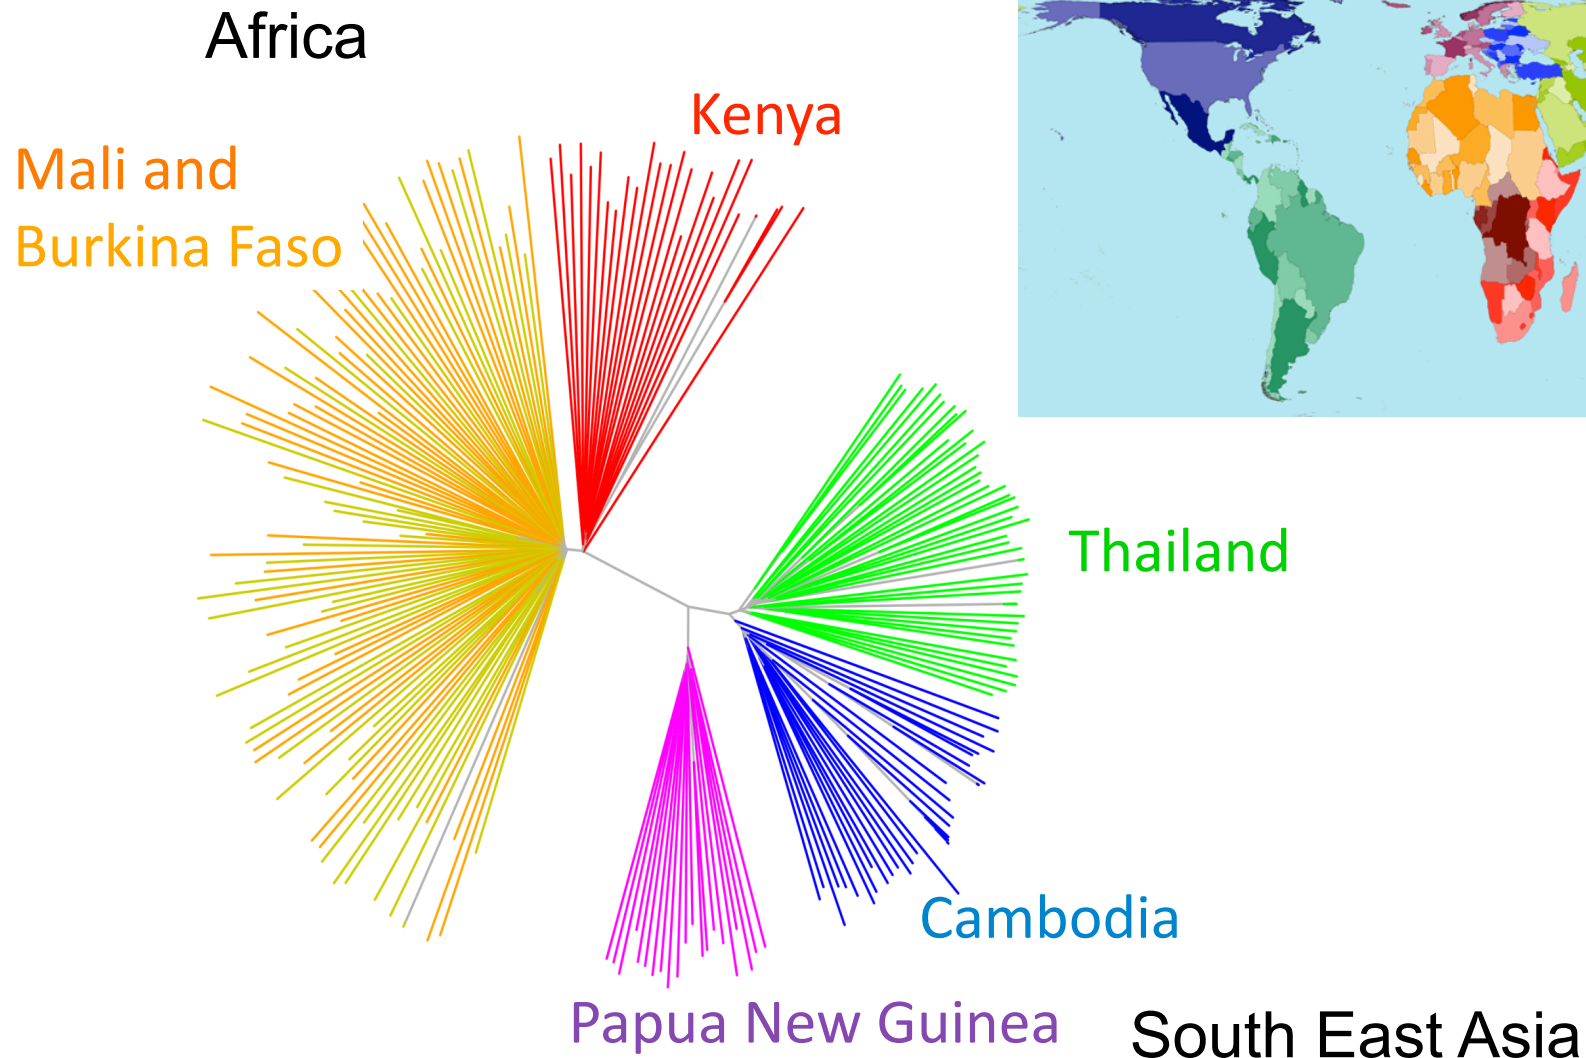 Africa
Kenya
Mali and
Burkina Faso
Thailand
Cambodia
Papua New Guinea
South East Asia